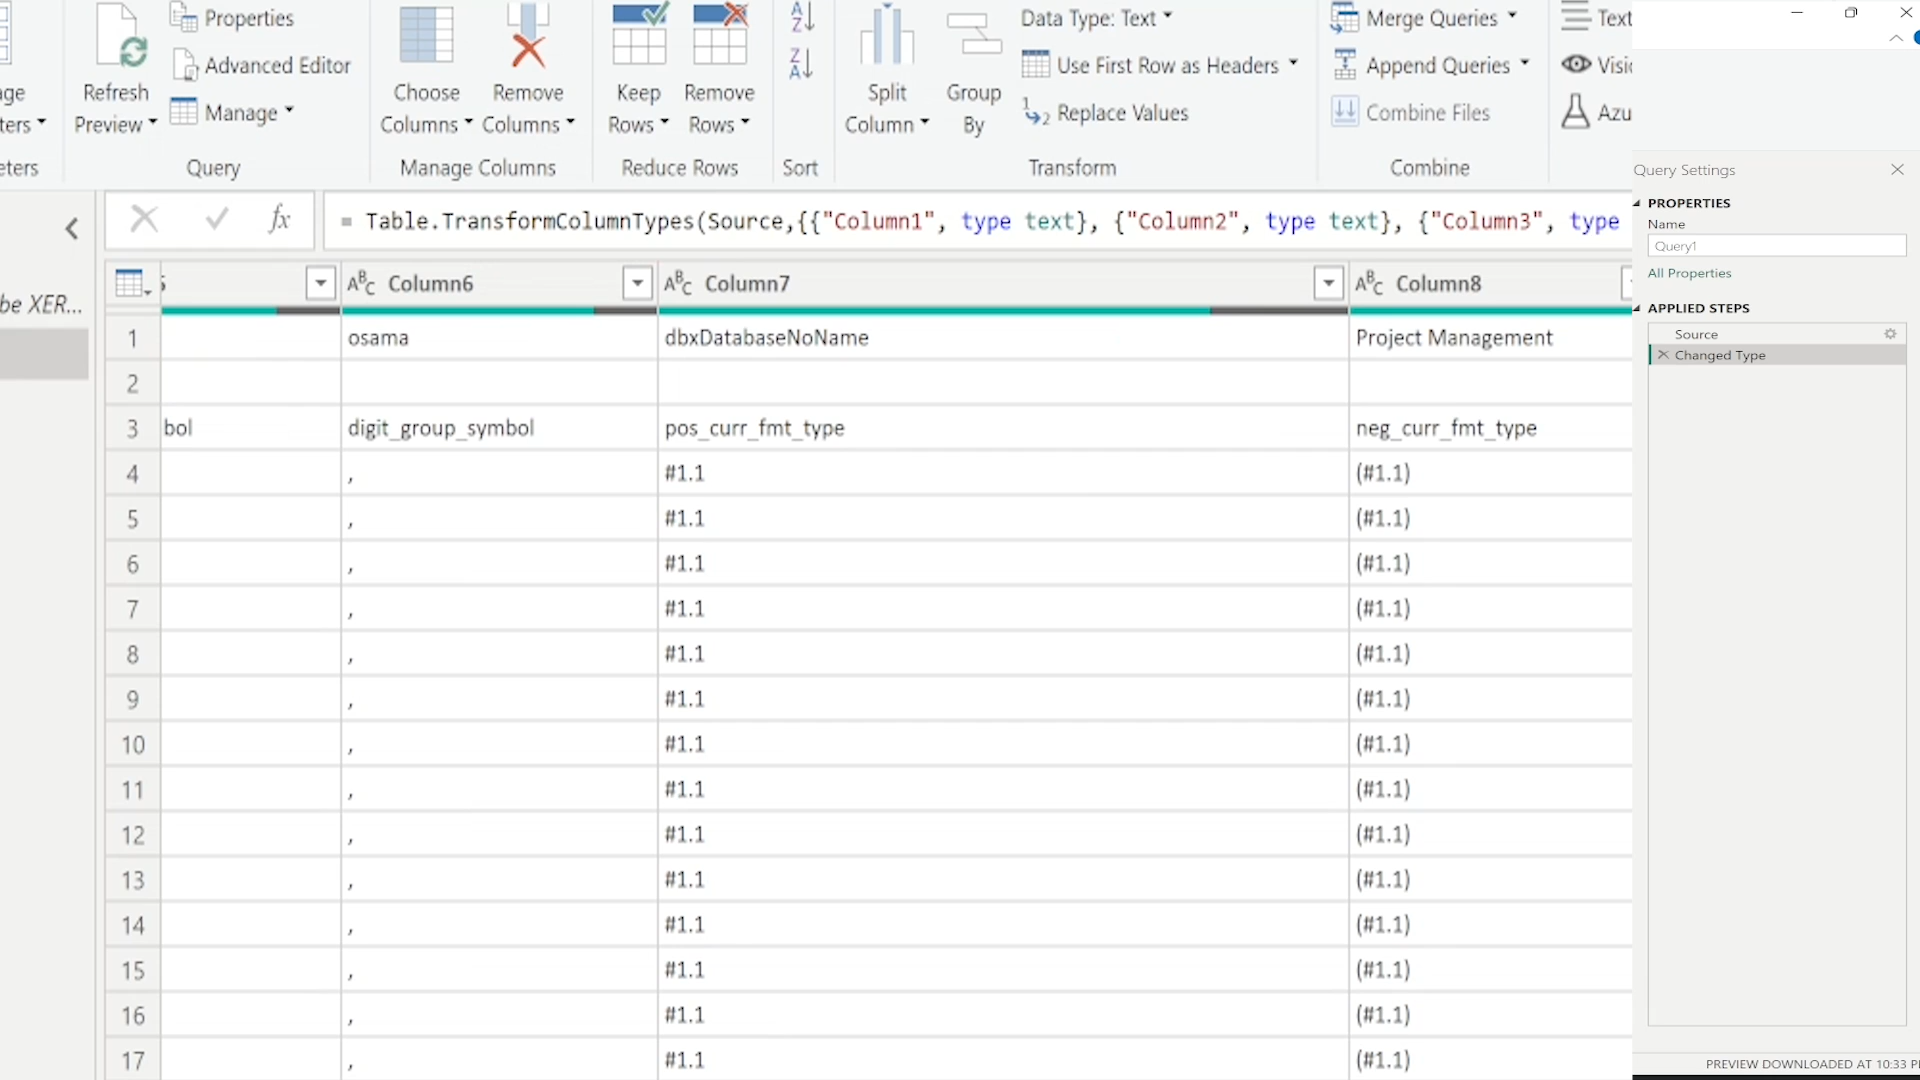 Properties
Advanced Editor
Manage
Refresh
Preview
Query
Choose
Columns
Remove
Columns
Manage Columns
Keep
Rows
Remove
Rows
Reduce Rows
A
Z
Z
A
Sort
Split
Column
Group
By
Data Type: Text
Use First Row as Headers
1
2
Replace Values
Transform
Merge Queries
Append Queries
Combine Files
Combine
Text
fx
= Table.TransformColumnTypes(Source,{{"Column1", type text}, {"Column2", type text}, {"Column3", type
be XER...
ABC Column6
ABC Column7
ABC Column8
1 osama dbxDatabaseNoName Project Management
2
3 bol digit_group_symbol pos_curr_fmt_type neg_curr_fmt_type
4 , #1.1 (#1.1)
5 , #1.1 (#1.1)
6 , #1.1 (#1.1)
7 , #1.1 (#1.1)
8 , #1.1 (#1.1)
9 , #1.1 (#1.1)
10 , #1.1 (#1.1)
11 , #1.1 (#1.1)
12 , #1.1 (#1.1)
13 , #1.1 (#1.1)
14 , #1.1 (#1.1)
15 , #1.1 (#1.1)
16 , #1.1 (#1.1)
17 , #1.1 (#1.1)
Query Settings
PROPERTIES
Name
Query1
All Properties
APPLIED STEPS
Source
Changed Type
PREVIEW DOWNLOADED AT 10:33 P